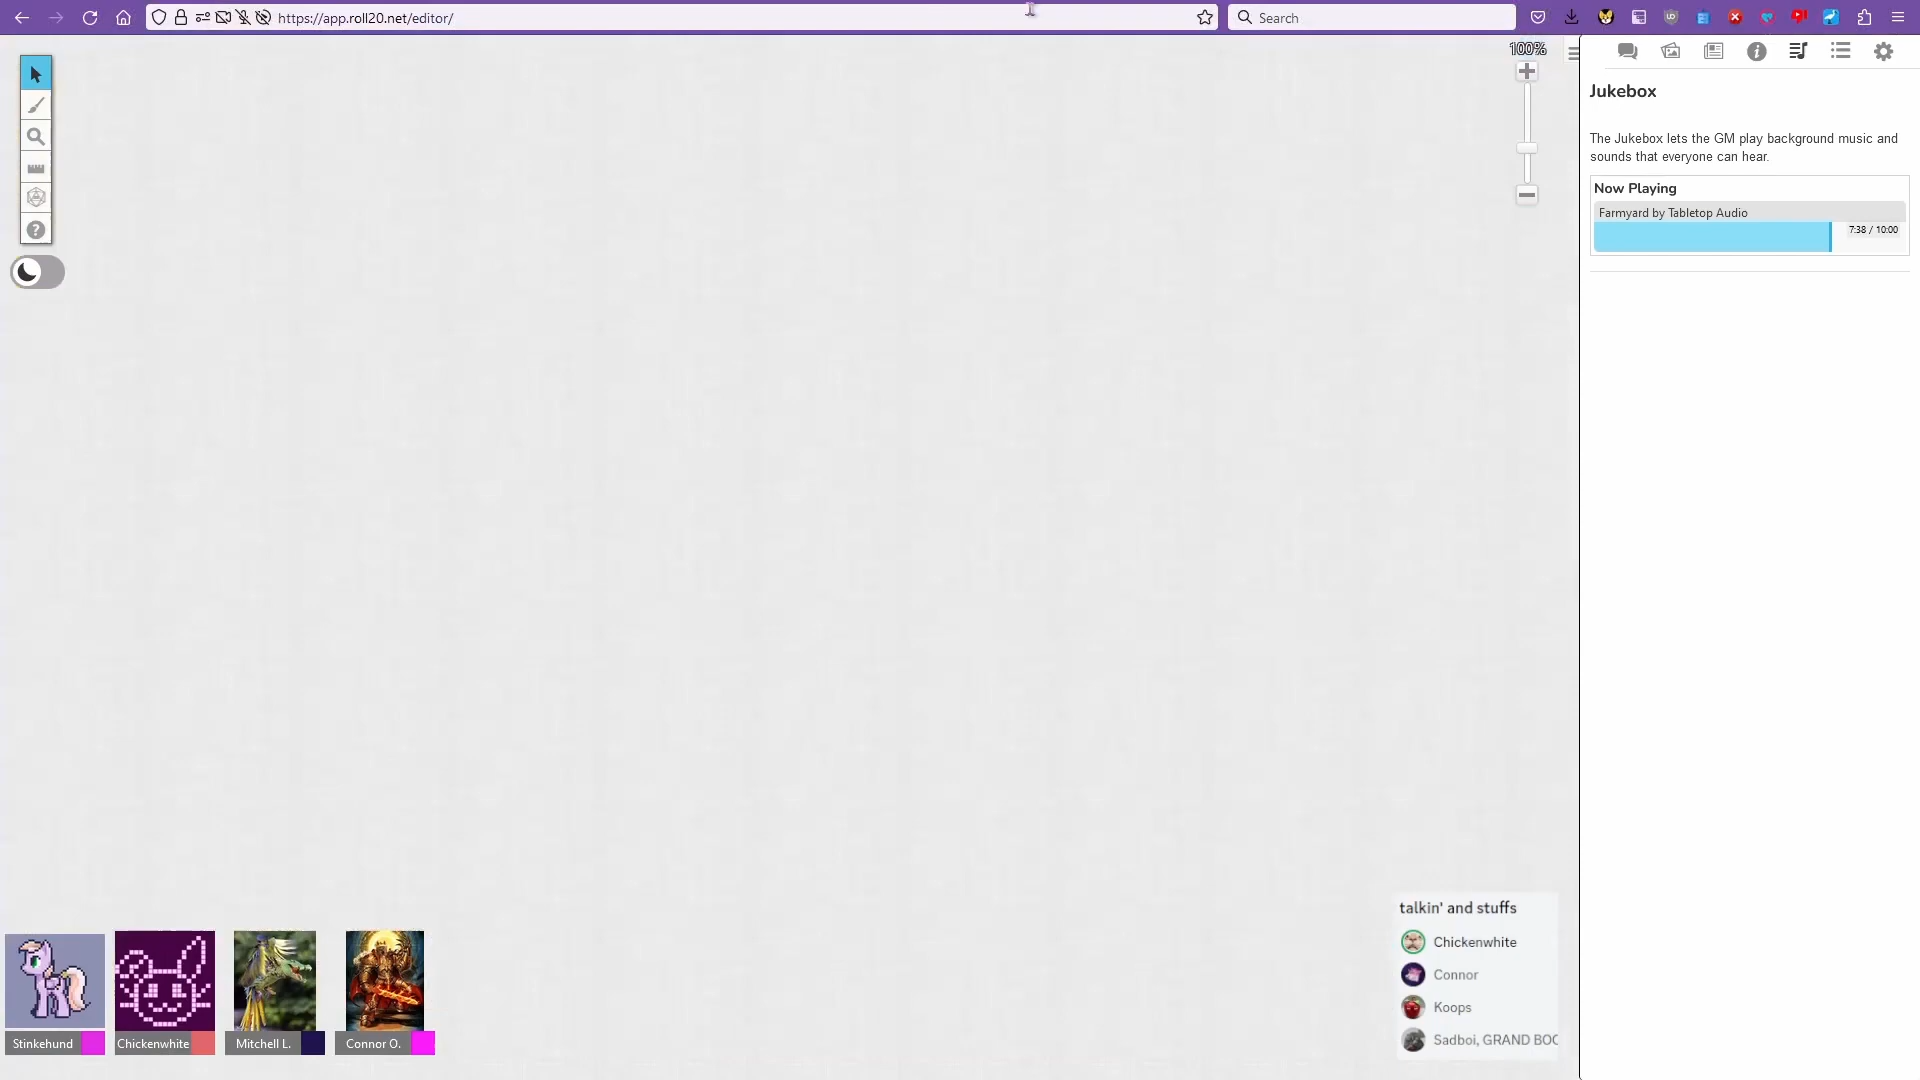 https://app.roll20.net/editor/
Search
100%
Jukebox
The Jukebox lets the GM play background music and
sounds that everyone can hear.
Now Playing
Farmyard by Tabletop Audio
7:38 / 10:00
talkin' and stuffs
Chickenwhite
Connor
Koops
Sadboi, GRAND BOO
Stinkehund
Chickenwhite
Mitchell L.
Connor O.